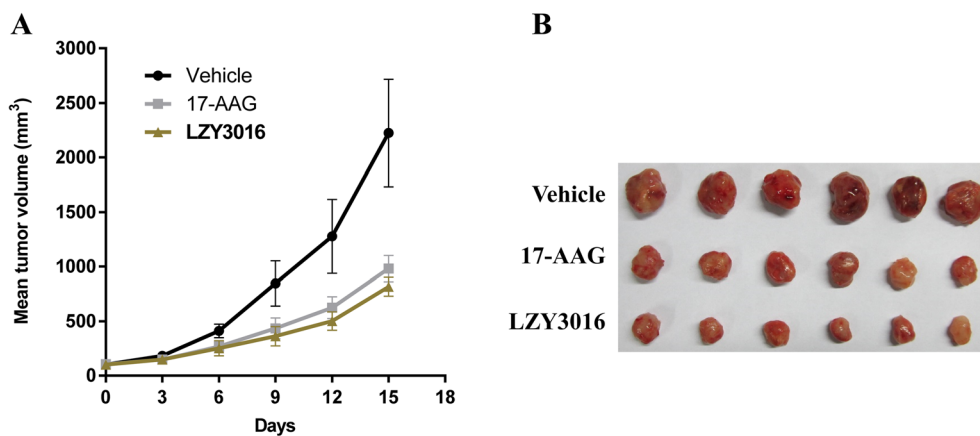 A
B
3000
2500
2000
1500
1000
500
0
Mean tumor volume (mm³)
Vehicle
17-AAG
LZY3016
0 3 6 9 12 15 18
Days
Vehicle
17-AAG
LZY3016